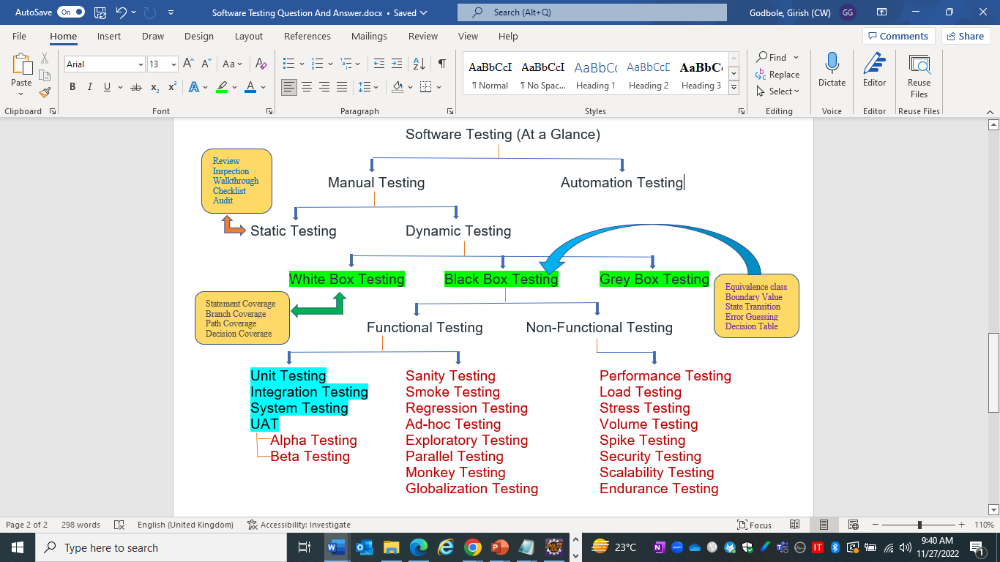 AutoSave On
Software Testing Question And Answer.docx • Saved
Search (Alt+Q)
Godbole, Girish (CW) GG
File Home Insert Draw Design Layout References Mailings Review View Help
Comments Share
Paste
Arial 13
Aa
B I U ab x₂ x²
A A
Find
Replace
Select
AaBbCcI AaBbCcI AaBbCc AaBbCcD AaBbCc
¶ Normal ¶ No Spac... Heading 1 Heading 2 Heading 3
Dictate Editor Reuse Files
Clipboard Font Paragraph Styles Editing Voice Editor Reuse Files
Software Testing (At a Glance)
Review
Inspection
Walkthrough
Checklist
Audit
Manual Testing Automation Testing
Static Testing Dynamic Testing
White Box Testing Black Box Testing Grey Box Testing
Statement Coverage
Branch Coverage
Path Coverage
Decision Coverage
Equivalence class
Boundary Value
State Transition
Error Guessing
Decision Table
Functional Testing Non-Functional Testing
Unit Testing
Integration Testing
System Testing
UAT
Alpha Testing
Beta Testing
Sanity Testing
Smoke Testing
Regression Testing
Ad-hoc Testing
Exploratory Testing
Parallel Testing
Monkey Testing
Globalization Testing
Performance Testing
Load Testing
Stress Testing
Volume Testing
Spike Testing
Security Testing
Scalability Testing
Endurance Testing
Page 2 of 2 298 words English (United Kingdom) Accessibility: Investigate Focus 110%
Type here to search
23°C
9:40 AM
11/27/2022